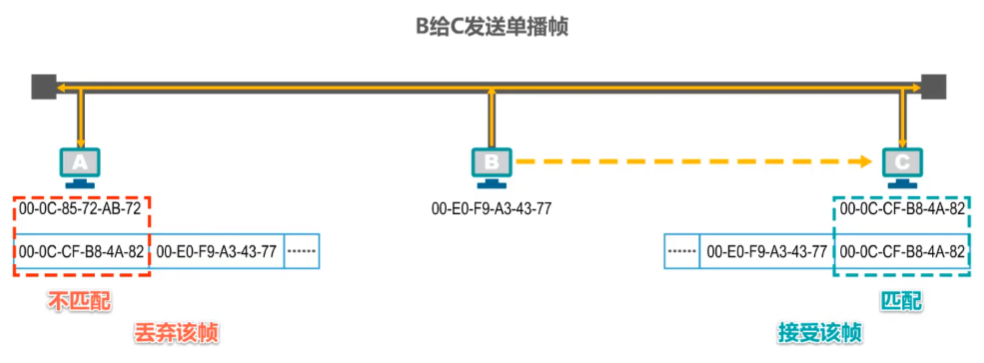 B给C发送单播帧
A
B
C
00-0C-85-72-AB-72
00-E0-F9-A3-43-77
00-0C-CF-B8-4A-82
00-0C-CF-B8-4A-82 00-E0-F9-A3-43-77 ------
------ 00-E0-F9-A3-43-77 00-0C-CF-B8-4A-82
不匹配
匹配
丢弃该帧
接受该帧